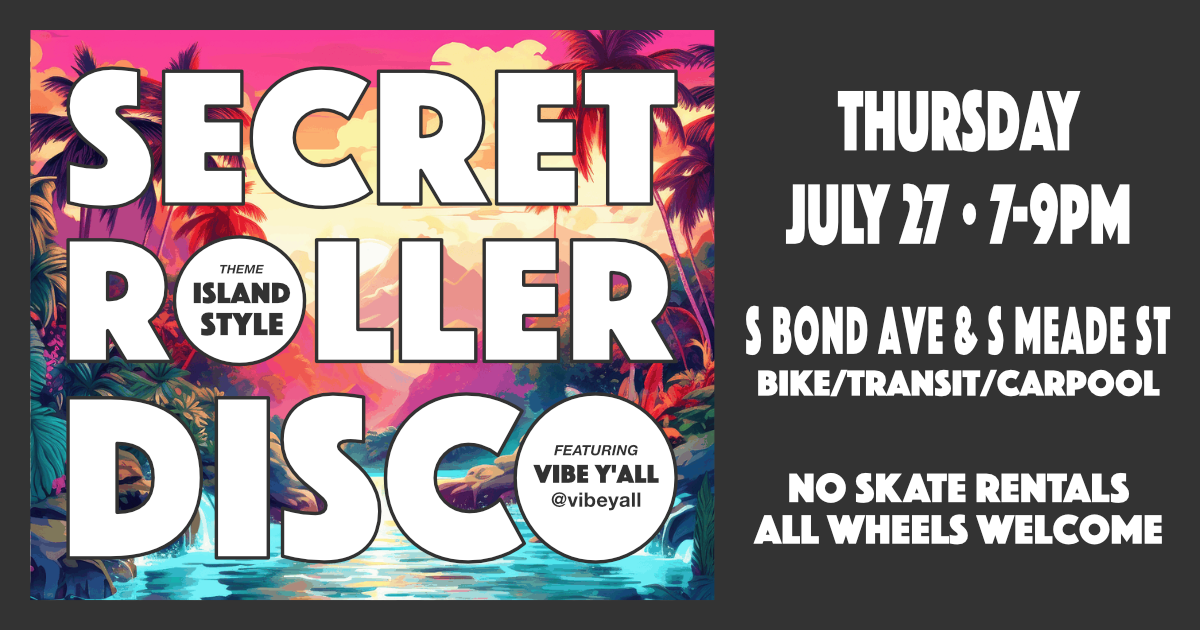 SECRET
ROLLER
THEME
ISLAND
STYLE
DISCO
FEATURING
VIBE Y'ALL
@vibeyall
THURSDAY
JULY 27 • 7-9PM
S BOND AVE & S MEADE ST
BIKE/TRANSIT/CARPOOL
NO SKATE RENTALS
ALL WHEELS WELCOME